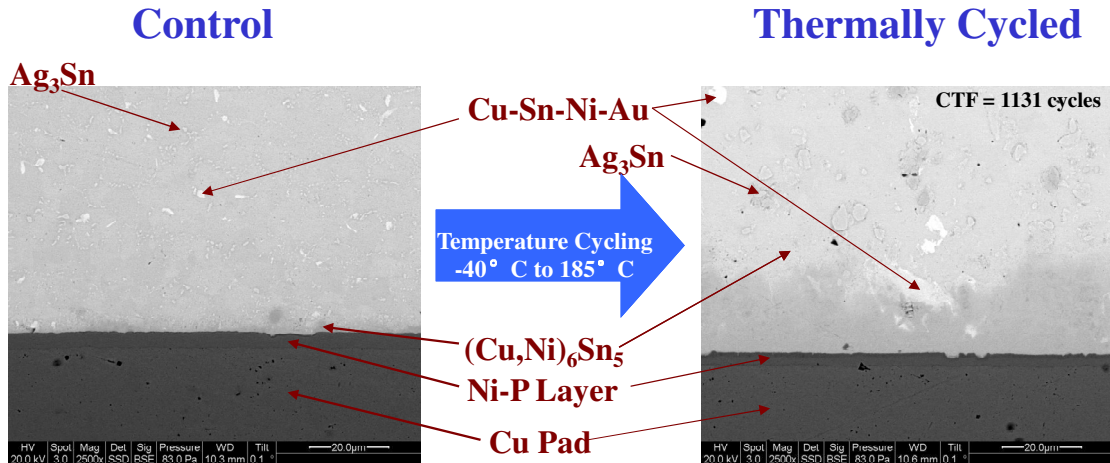 Control
Thermally Cycled
Ag₃Sn
Cu-Sn-Ni-Au
CTF = 1131 cycles
Ag₃Sn
Temperature Cycling
-40° C to 185° C
(Cu,Ni)₆Sn₅
Ni-P Layer
Cu Pad
HV Spot Mag Det Sig Pressure WD Tilt 20.0µm
20.0 kV 3.0 2500x SSD BSE 83.0 Pa 10.3 mm 0.1 °
HV Spot Mag Det Sig Pressure WD Tilt 20.0µm
20.0 kV 3.0 2500x SSD BSE 83.0 Pa 10.6 mm 0.1 °